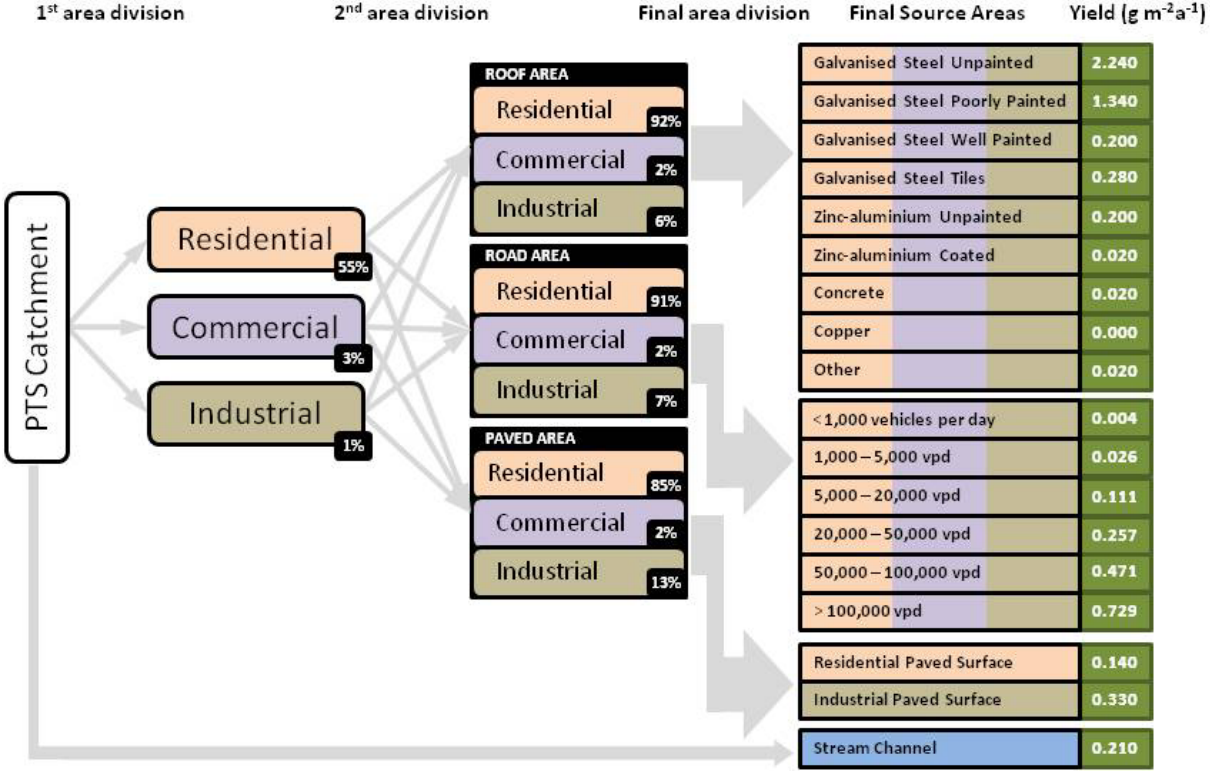 1st area division 2nd area division Final area division Final Source Areas Yield (g m-2a-1)
PTS Catchment
Residential
55%
Commercial
3%
Industrial
1%
ROOF AREA
Residential
92%
Commercial
2%
Industrial
6%
ROAD AREA
Residential
91%
Commercial
2%
Industrial
7%
PAVED AREA
Residential
85%
Commercial
2%
Industrial
13%
Galvanised Steel Unpainted 2.240
Galvanised Steel Poorly Painted 1.340
Galvanised Steel Well Painted 0.200
Galvanised Steel Tiles 0.280
Zinc-aluminium Unpainted 0.200
Zinc-aluminium Coated 0.020
Concrete 0.020
Copper 0.000
Other 0.020
<1,000 vehicles per day 0.004
1,000 – 5,000 vpd 0.026
5,000 – 20,000 vpd 0.111
20,000 – 50,000 vpd 0.257
50,000 – 100,000 vpd 0.471
> 100,000 vpd 0.729
Residential Paved Surface 0.140
Industrial Paved Surface 0.330
Stream Channel 0.210